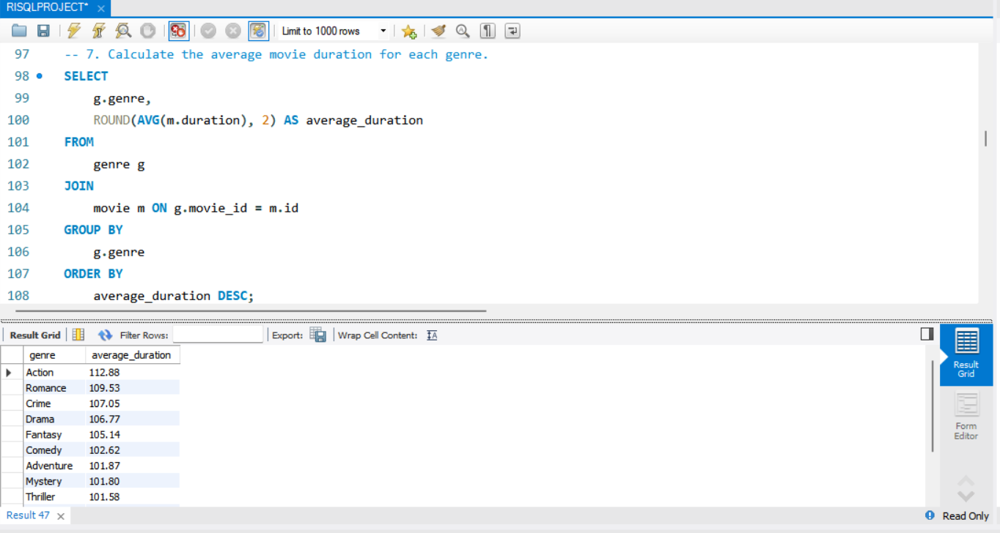 RISQLPROJECT* ×
Limit to 1000 rows
97 -- 7. Calculate the average movie duration for each genre.
98 SELECT
99 g.genre,
100 ROUND(AVG(m.duration), 2) AS average_duration
101 FROM
102 genre g
103 JOIN
104 movie m ON g.movie_id = m.id
105 GROUP BY
106 g.genre
107 ORDER BY
108 average_duration DESC;
Result Grid Filter Rows: Export: Wrap Cell Content: IA
genre average_duration
Action 112.88
Romance 109.53
Crime 107.05
Drama 106.77
Fantasy 105.14
Comedy 102.62
Adventure 101.87
Mystery 101.80
Thriller 101.58
Result
Grid
Form
Editor
Result 47 × Read Only